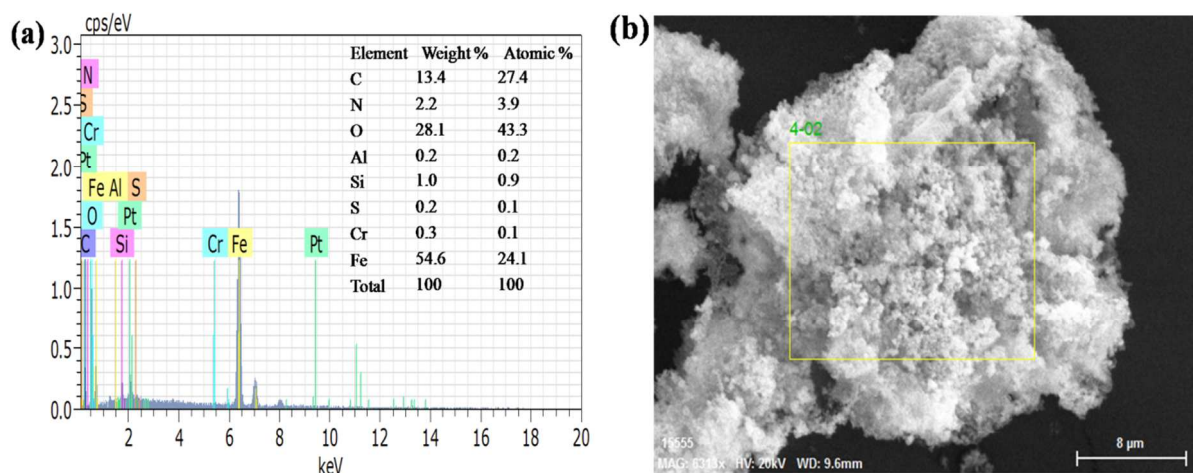 (a)
cps/eV
3.0
2.5
2.0
1.5
1.0
0.5
0.0
N
S
Cr
Pt
Fe Al S
O Pt
C Si Cr Fe Pt
Element Weight % Atomic %
C 13.4 27.4
N 2.2 3.9
O 28.1 43.3
Al 0.2 0.2
Si 1.0 0.9
S 0.2 0.1
Cr 0.3 0.1
Fe 54.6 24.1
Total 100 100
2 4 6 8 10 12 14 16 18 20
keV
(b)
4-02
MAG: 6313x HV: 20kV WD: 9.6mm
8 µm